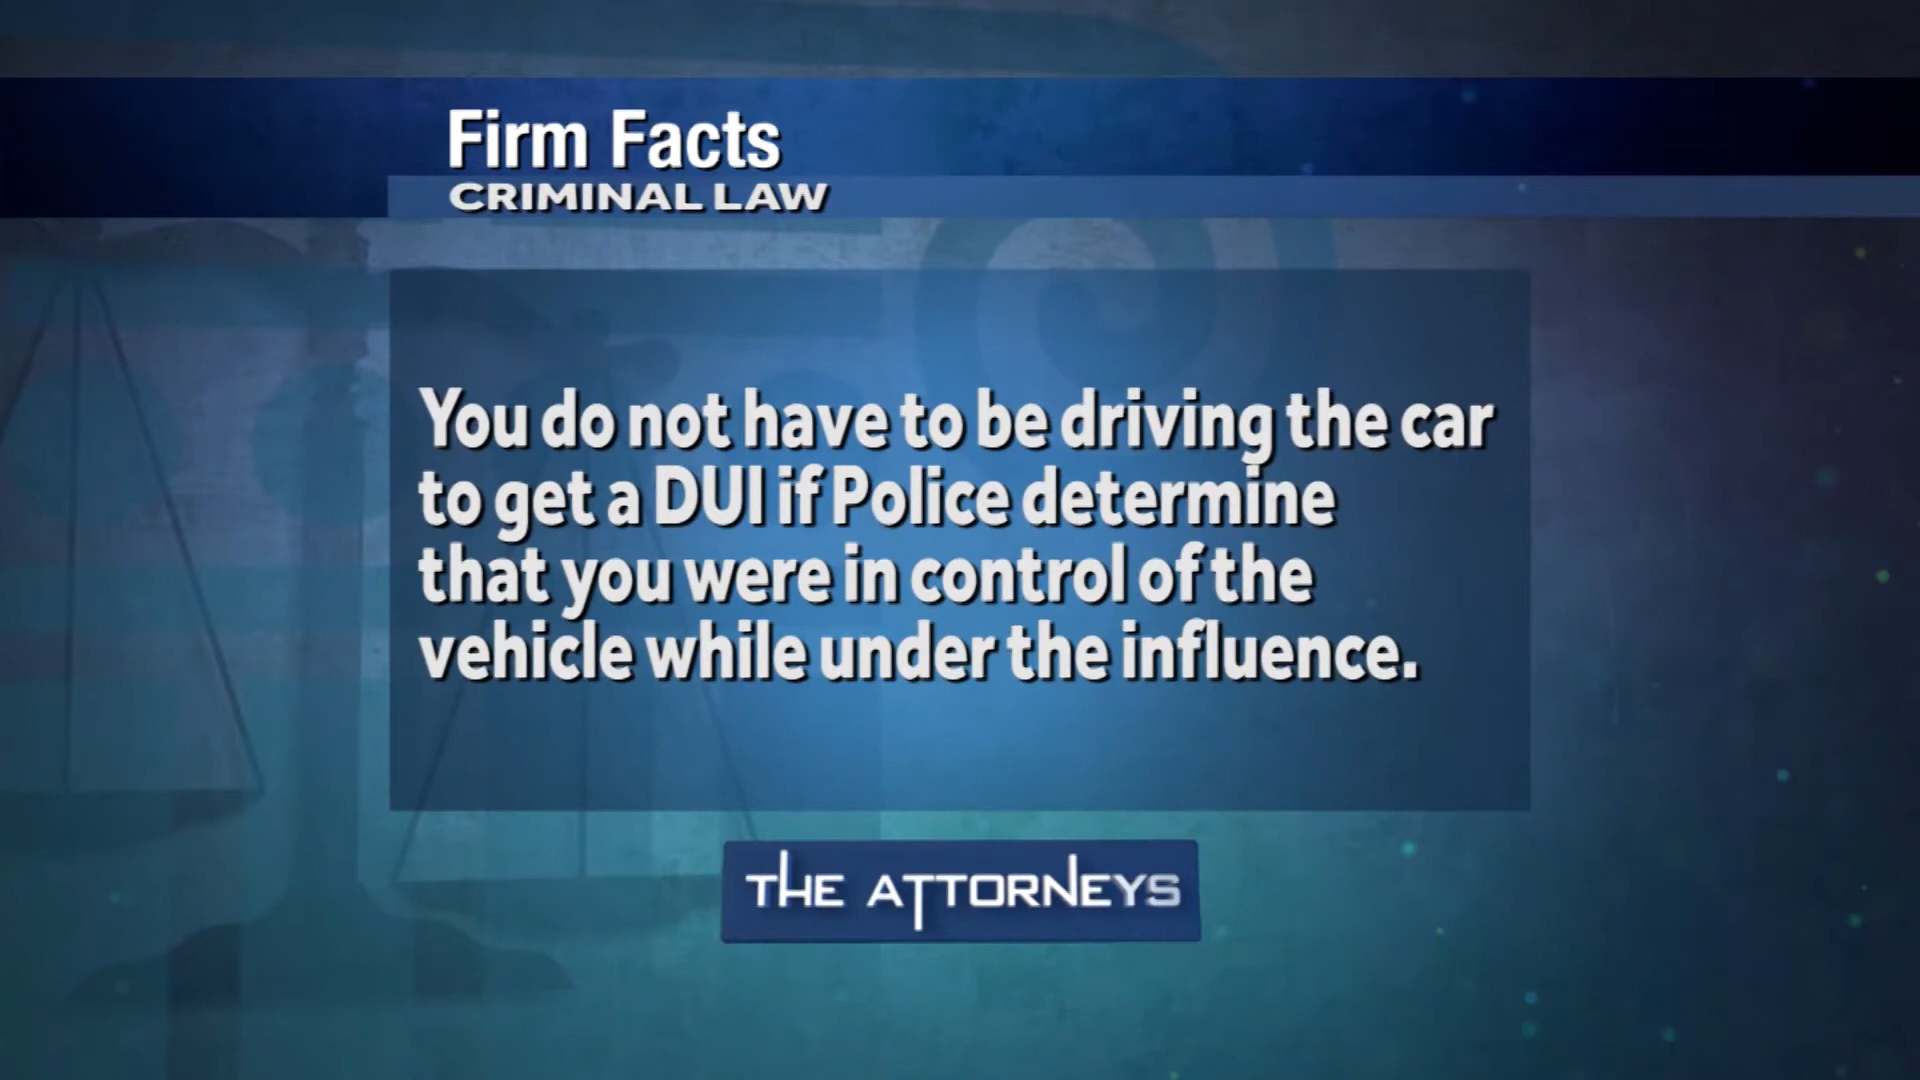 Firm Facts
CRIMINAL LAW
You do not have to be driving the car
to get a DUI if Police determine
that you were in control of the
vehicle while under the influence.
THE ATTORNEYS